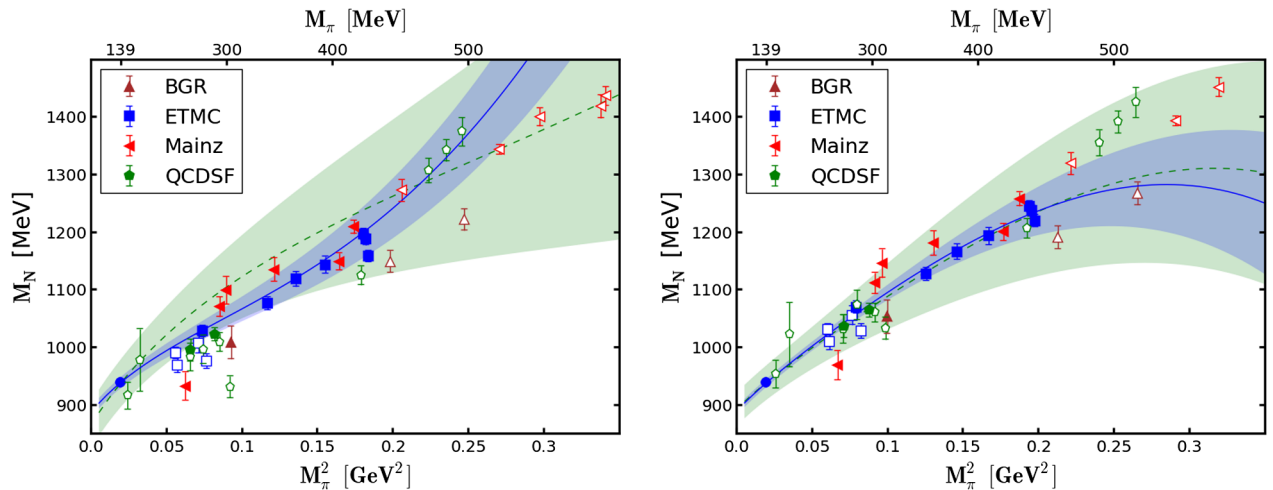 M_π [MeV]
139 300 400 500
BGR
ETMC
Mainz
QCDSF
M_N [MeV]
1400
1300
1200
1100
1000
900
0.0 0.05 0.1 0.15 0.2 0.25 0.3
M_π^2 [GeV^2]
M_π [MeV]
139 300 400 500
BGR
ETMC
Mainz
QCDSF
M_N [MeV]
1400
1300
1200
1100
1000
900
0.0 0.05 0.1 0.15 0.2 0.25 0.3
M_π^2 [GeV^2]